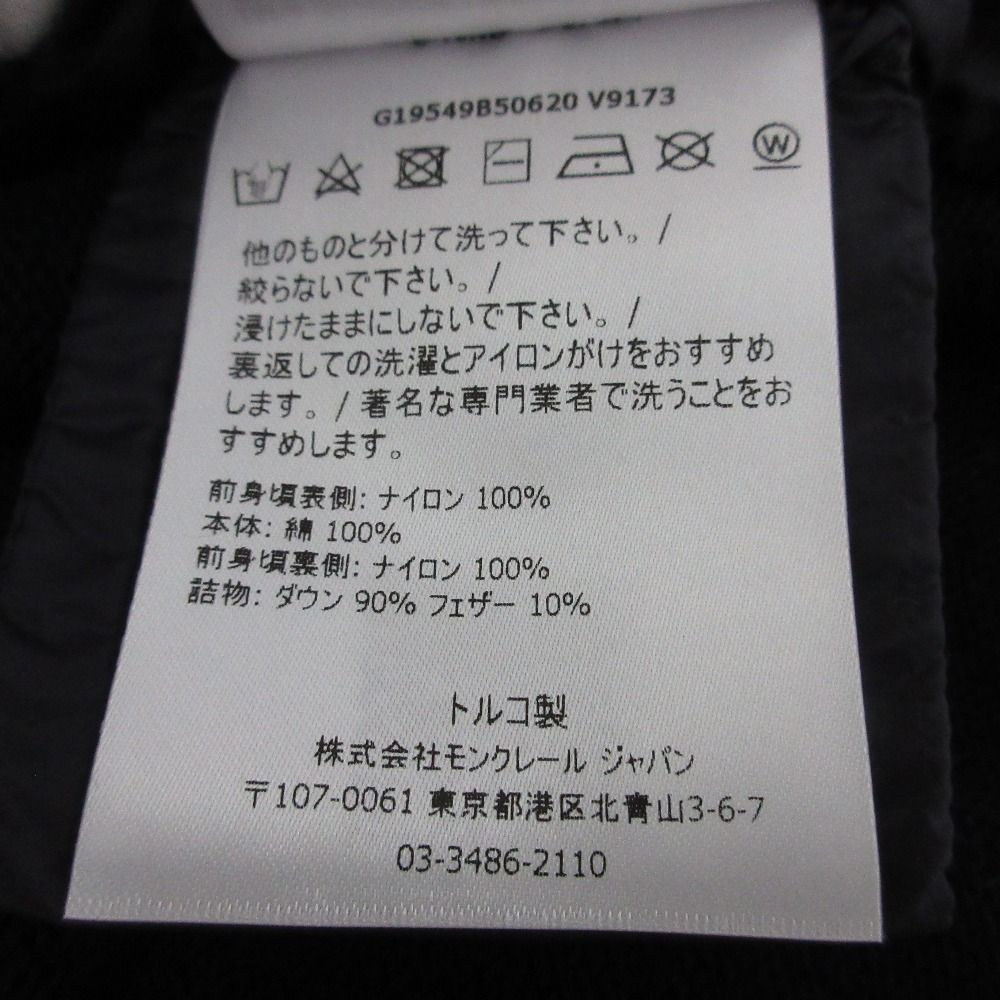 G19549B50620 V9173
W
他のものと分けて洗って下さい。/
絞らないで下さい。/
浸けたままにしないで下さい。/
裏返しての洗濯とアイロンがけをおすすめ
します。/ 著名な専門業者で洗うことをお
すすめします。
前身頃表側: ナイロン 100%
本体: 綿 100%
前身頃裏側: ナイロン 100%
詰物: ダウン 90% フェザー 10%
トルコ製
株式会社モンクレール ジャパン
〒107-0061 東京都港区北青山3-6-7
03-3486-2110